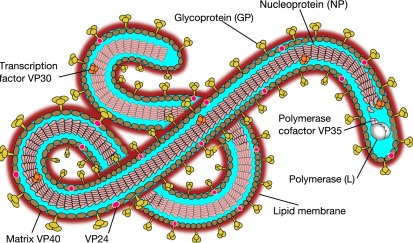 Nucleoprotein (NP)
Glycoprotein (GP)
Transcription
factor VP30
Polymerase
cofactor VP35
Polymerase (L)
Lipid membrane
Matrix VP40
VP24